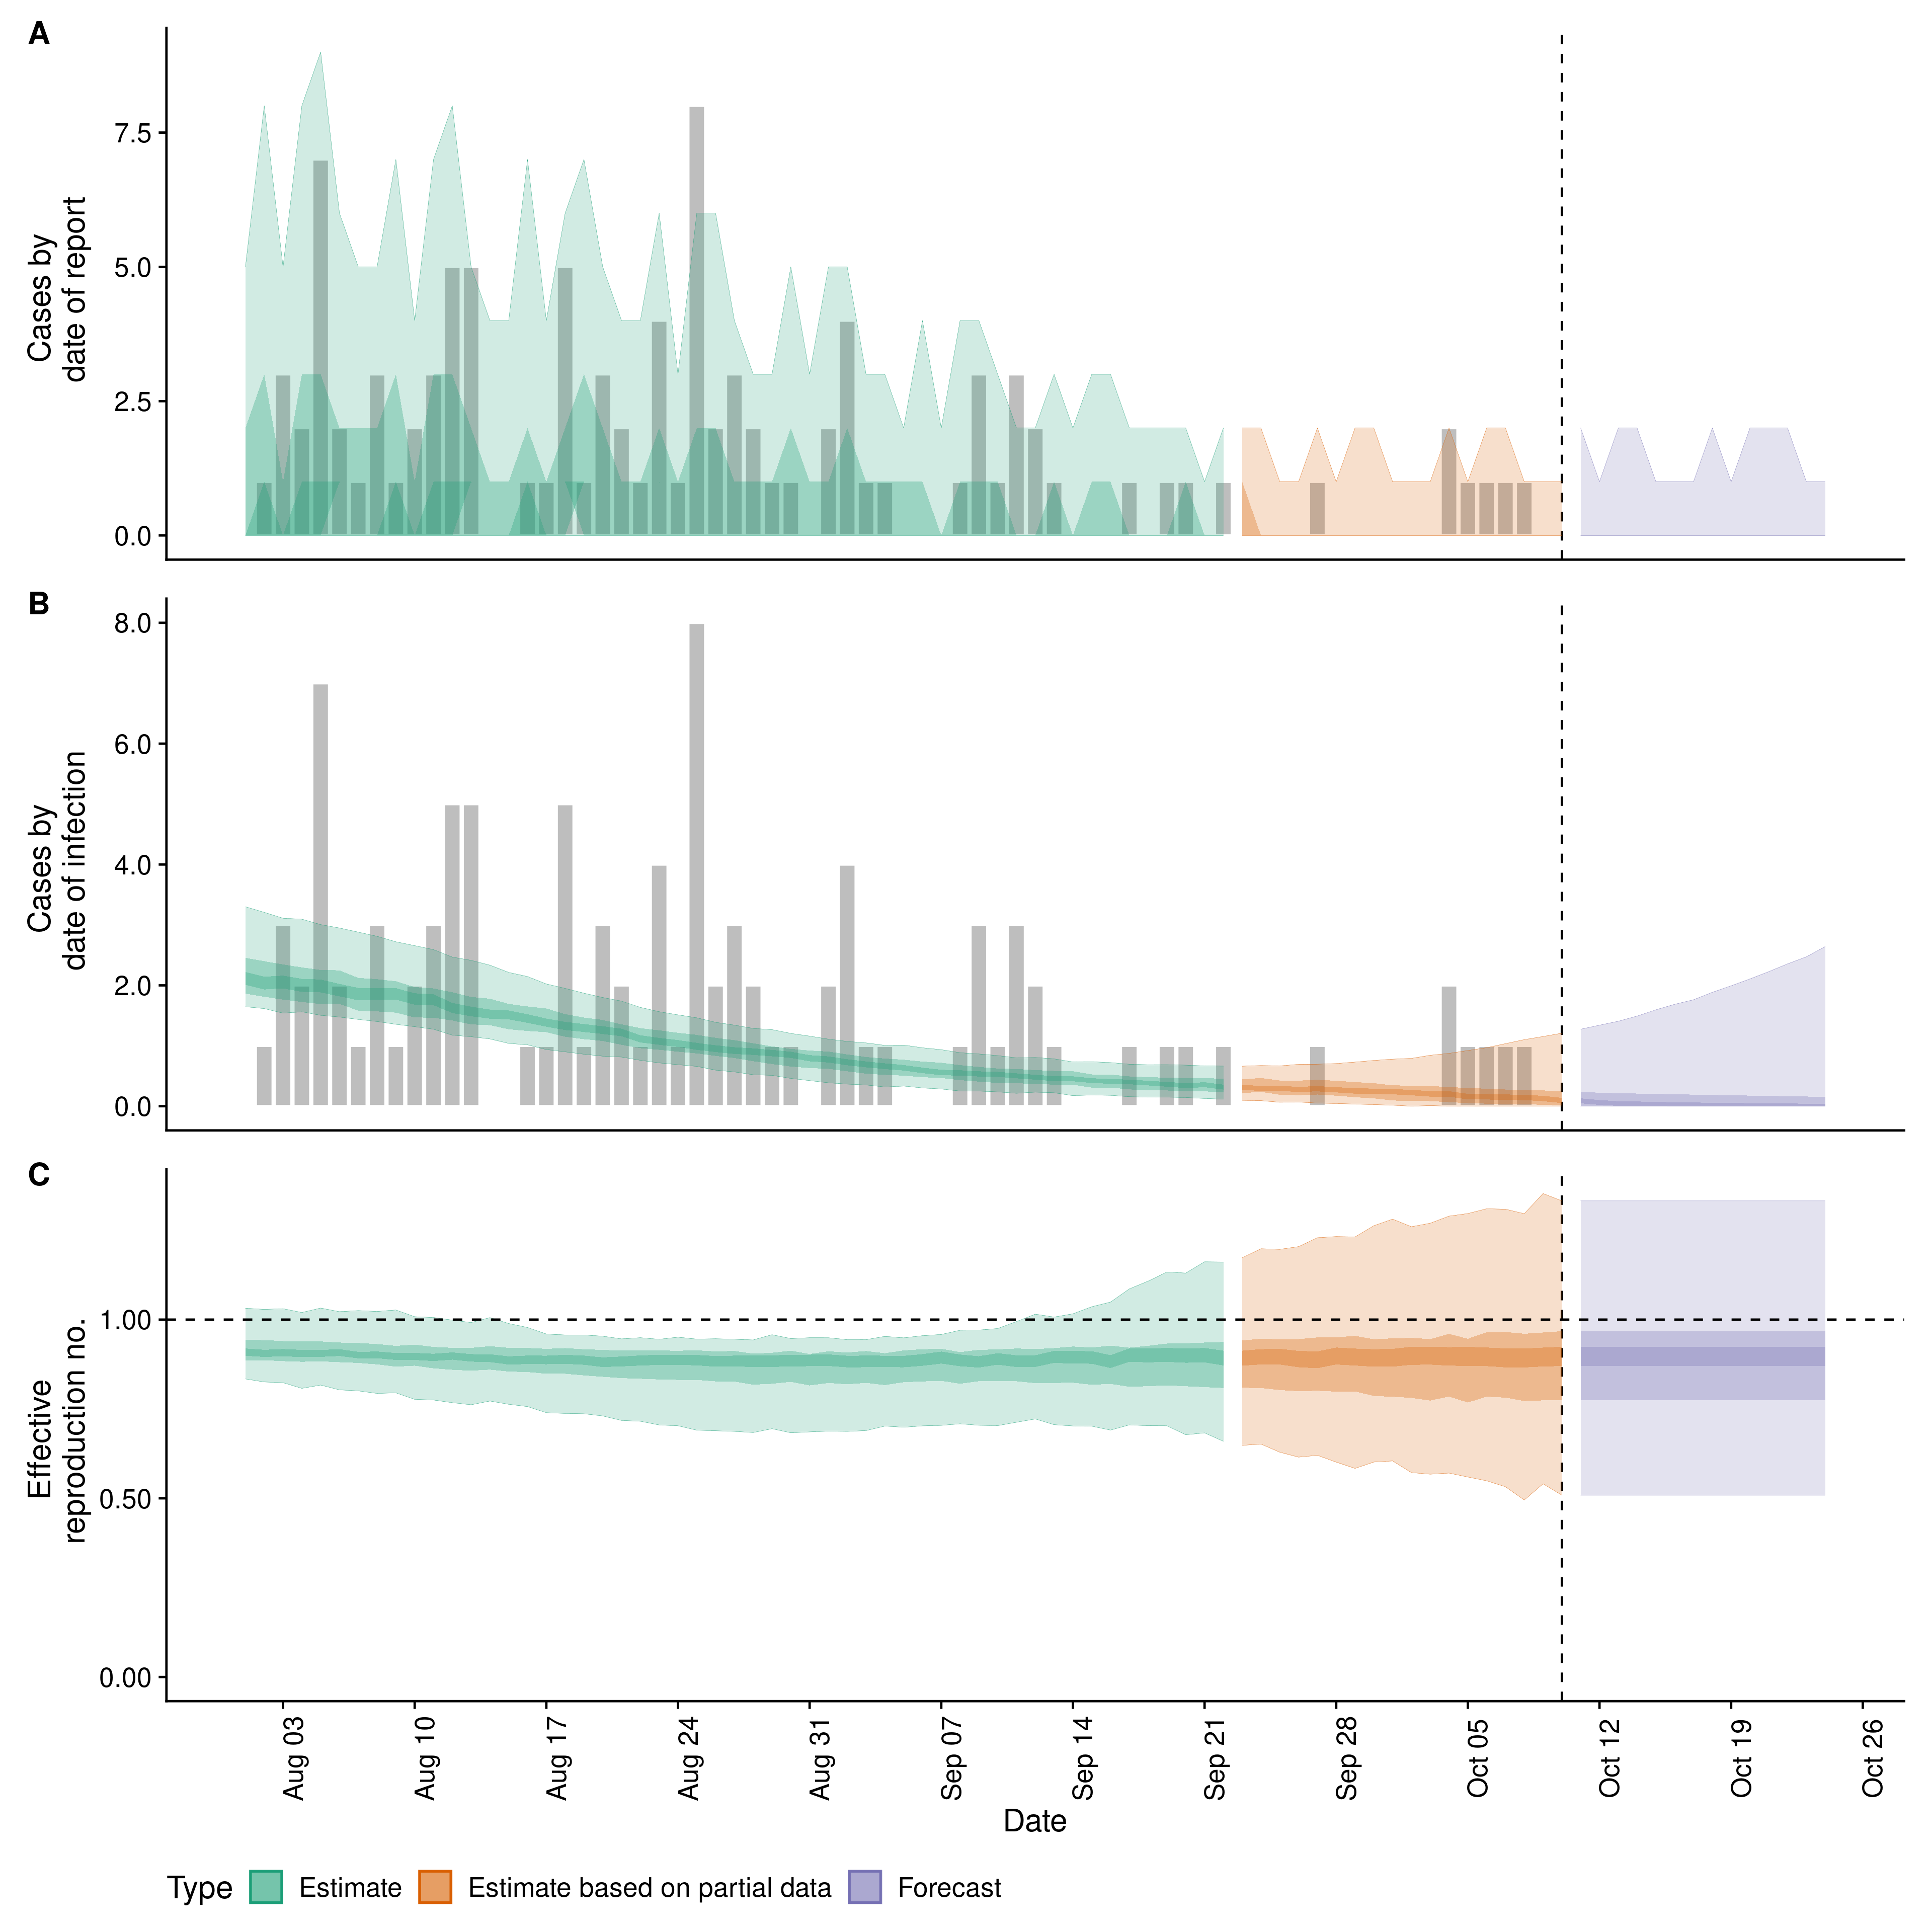 A
Cases by
date of report
7.5
5.0
2.5
0.0
B
Cases by
date of infection
8.0
6.0
4.0
2.0
0.0
C
Effective
reproduction no.
1.00
0.50
0.00
Aug 03
Aug 10
Aug 17
Aug 24
Aug 31
Sep 07
Sep 14
Sep 21
Sep 28
Oct 05
Oct 12
Oct 19
Oct 26
Date
Type Estimate Estimate based on partial data Forecast